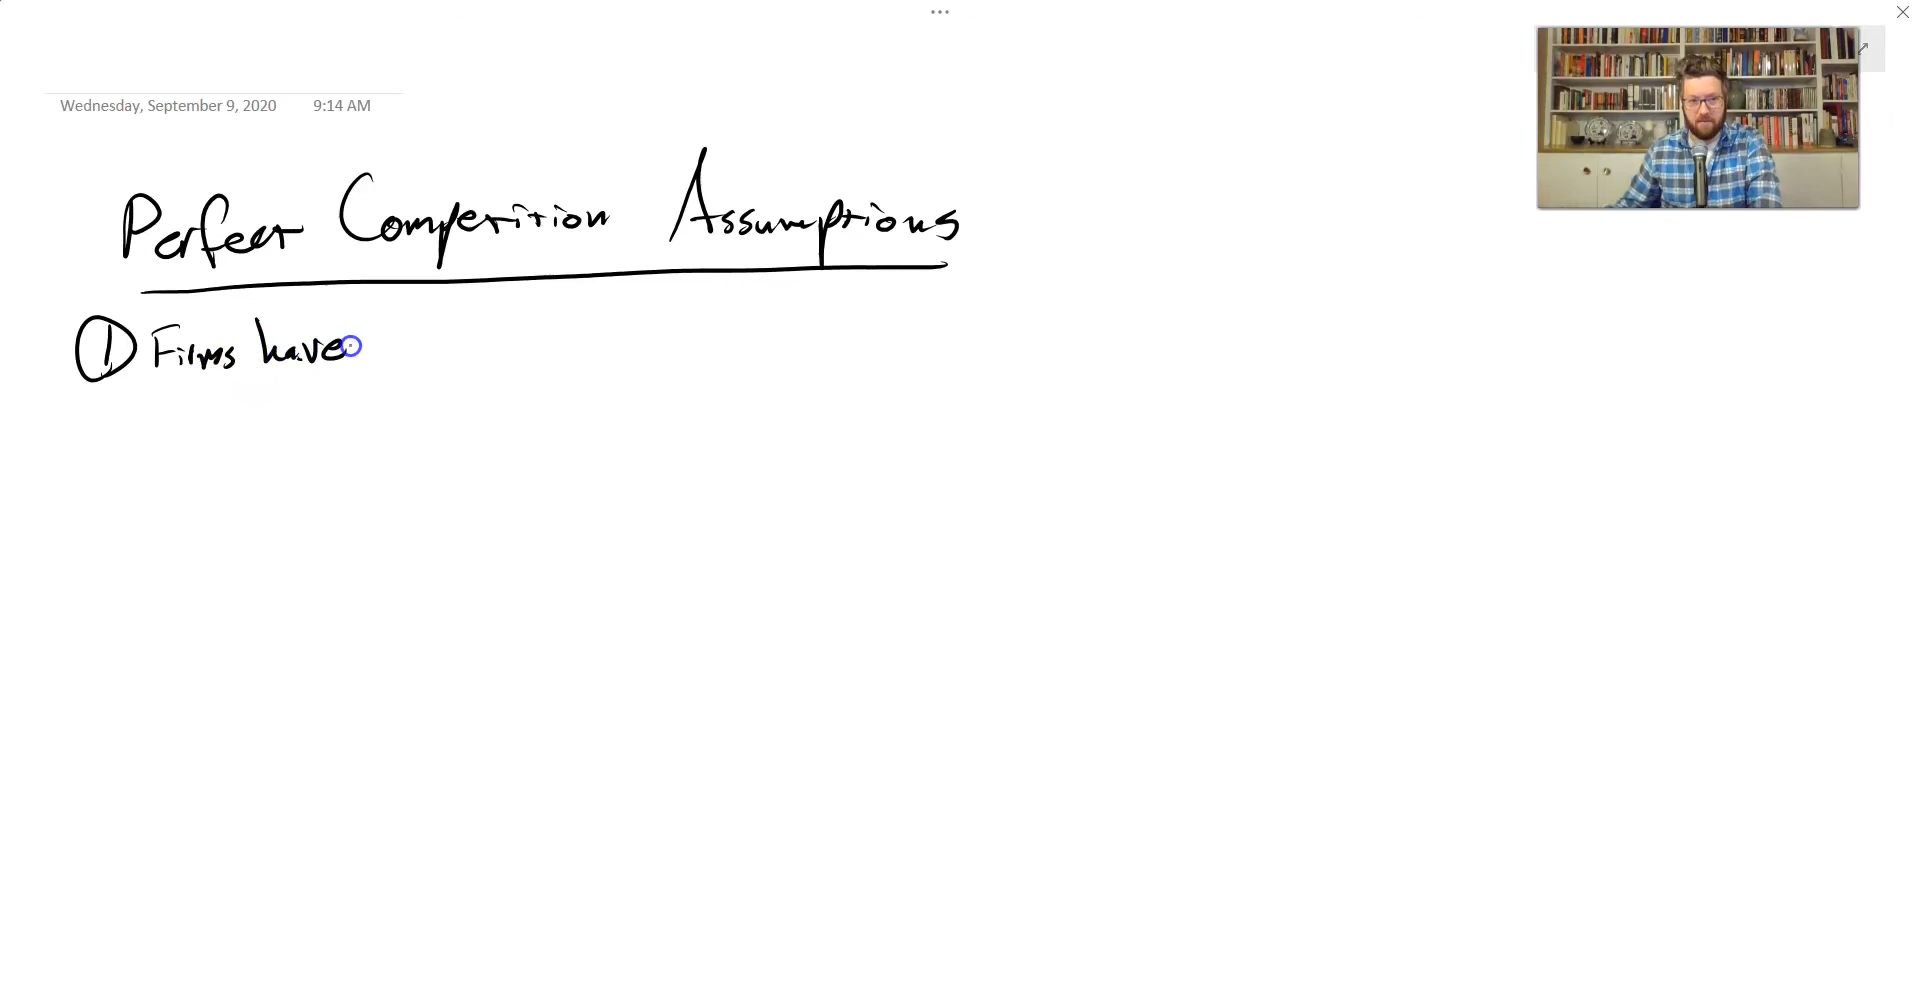 Wednesday, September 9, 2020 9:14 AM
Perfect Competition Assumptions
① Firms have